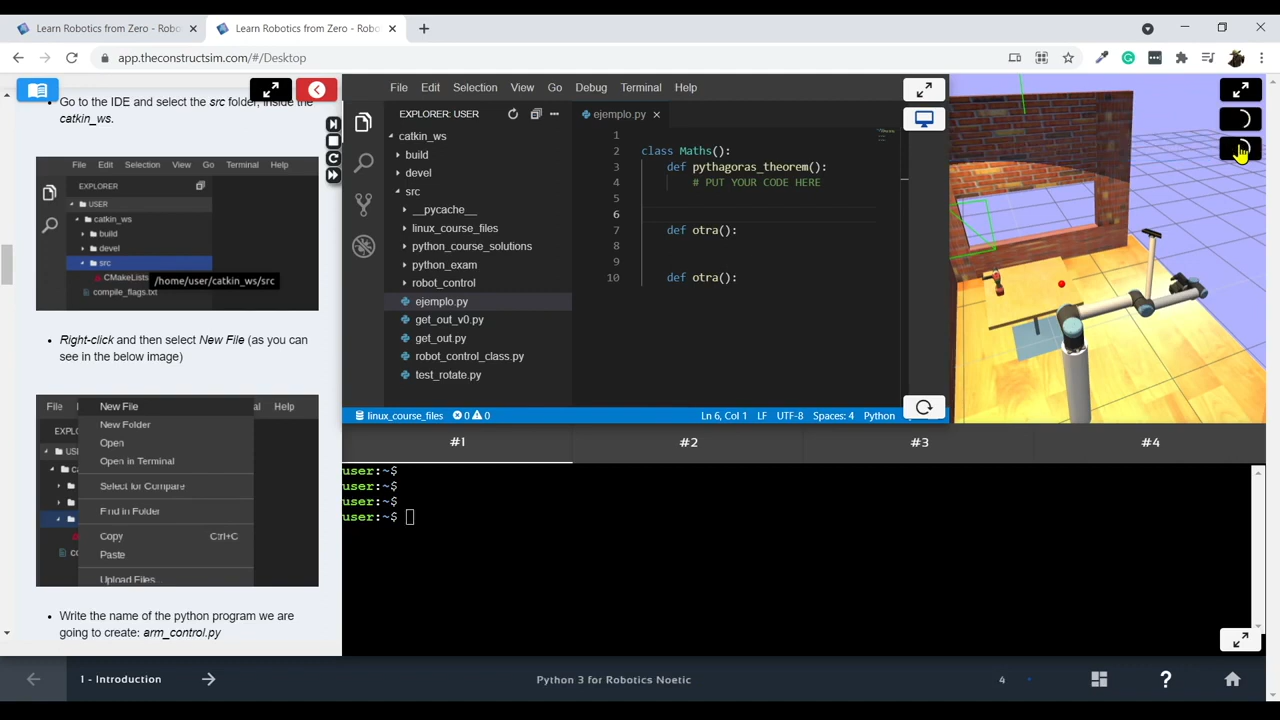 Learn Robotics from Zero - Robo
Learn Robotics from Zero - Robo
app.theconstructsim.com/#/Desktop
Go to the IDE and select the src folder, inside the
catkin_ws.
File Edit Selection View Go Terminal Help
EXPLORER
USER
catkin_ws
build
devel
src
CMakeLists
/home/user/catkin_ws/src
compile_flags.txt
Right-click and then select New File (as you can
see in the below image)
File
al Help
New File
New Folder
Open
Open in Terminal
Select for Compare
Find in Folder
Copy Ctrl+C
Paste
Upload Files...
Write the name of the python program we are
going to create: arm_control.py
File Edit Selection View Go Debug Terminal Help
EXPLORER: USER
catkin_ws
build
devel
src
__pycache__
linux_course_files
python_course_solutions
python_exam
robot_control
ejemplo.py
get_out_v0.py
get_out.py
robot_control_class.py
test_rotate.py
ejemplo.py
1
2 class Maths():
3 def pythagoras_theorem():
4 # PUT YOUR CODE HERE
5
6
7 def otra():
8
9
10 def otra():
linux_course_files 0 0 Ln 6, Col 1 LF UTF-8 Spaces: 4 Python
#1 #2 #3 #4
user:~$
user:~$
user:~$
user:~$
1 - Introduction
Python 3 for Robotics Noetic
4
?